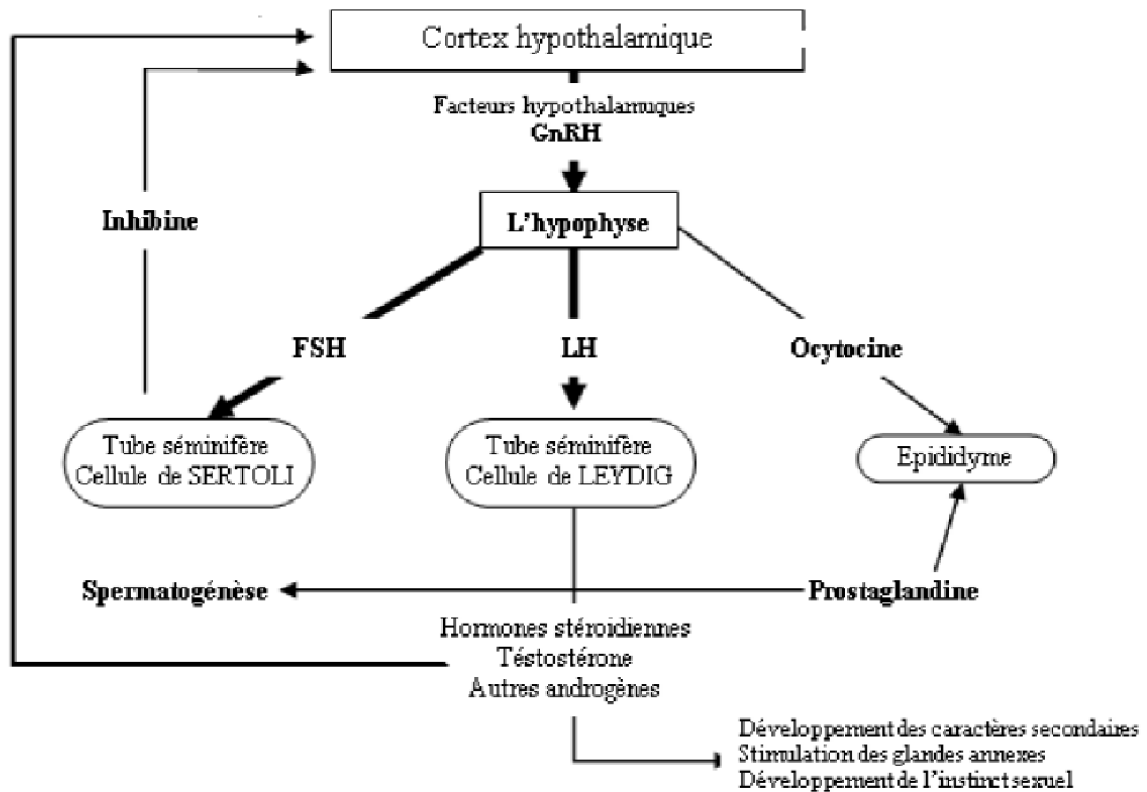 Cortex hypothalamique
Facteurs hypothalamiques
GnRH
Inhibine
L'hypophyse
FSH
LH
Ocytocine
Tube séminifère
Cellule de SERTOLI
Tube séminifère
Cellule de LEYDIG
Epididyme
Spermatogénèse
Prostaglandine
Hormones stéroidiennes
Téstostérone
Autres androgènes
Développement des caractères secondaires
Stimulation des glandes annexes
Développement de l'instinct sexuel